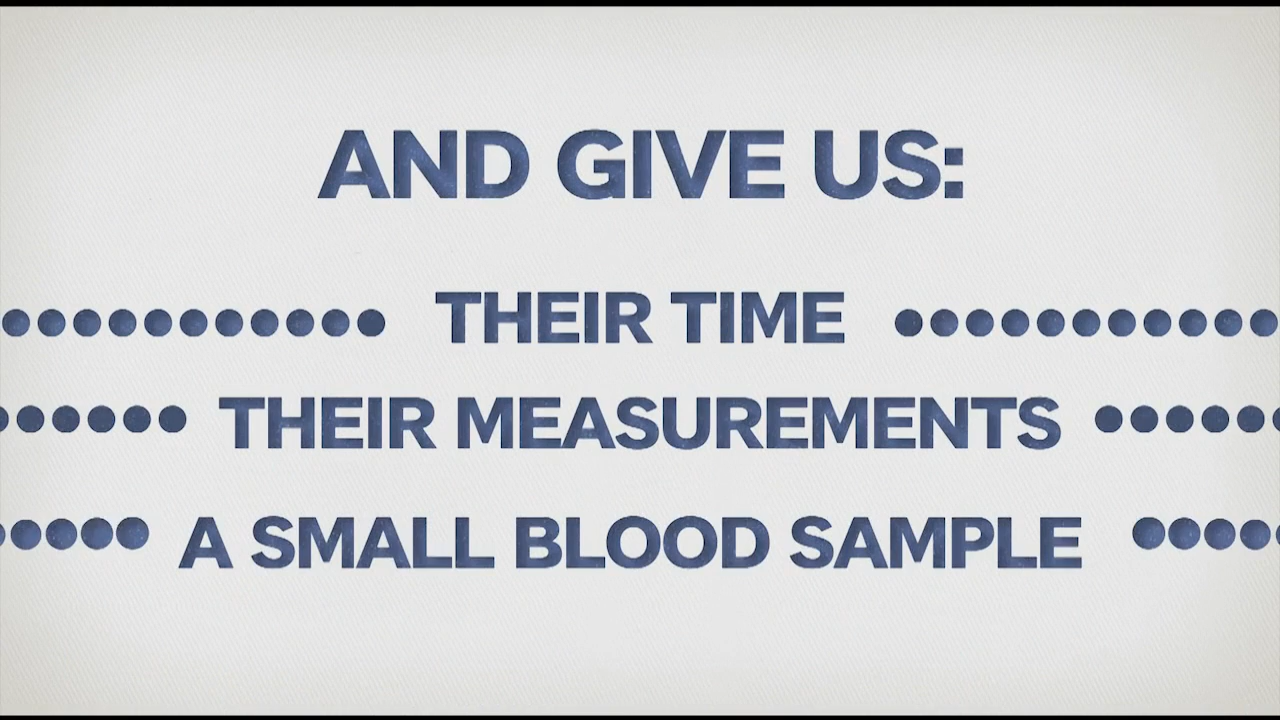 AND GIVE US:
THEIR TIME
THEIR MEASUREMENTS
A SMALL BLOOD SAMPLE